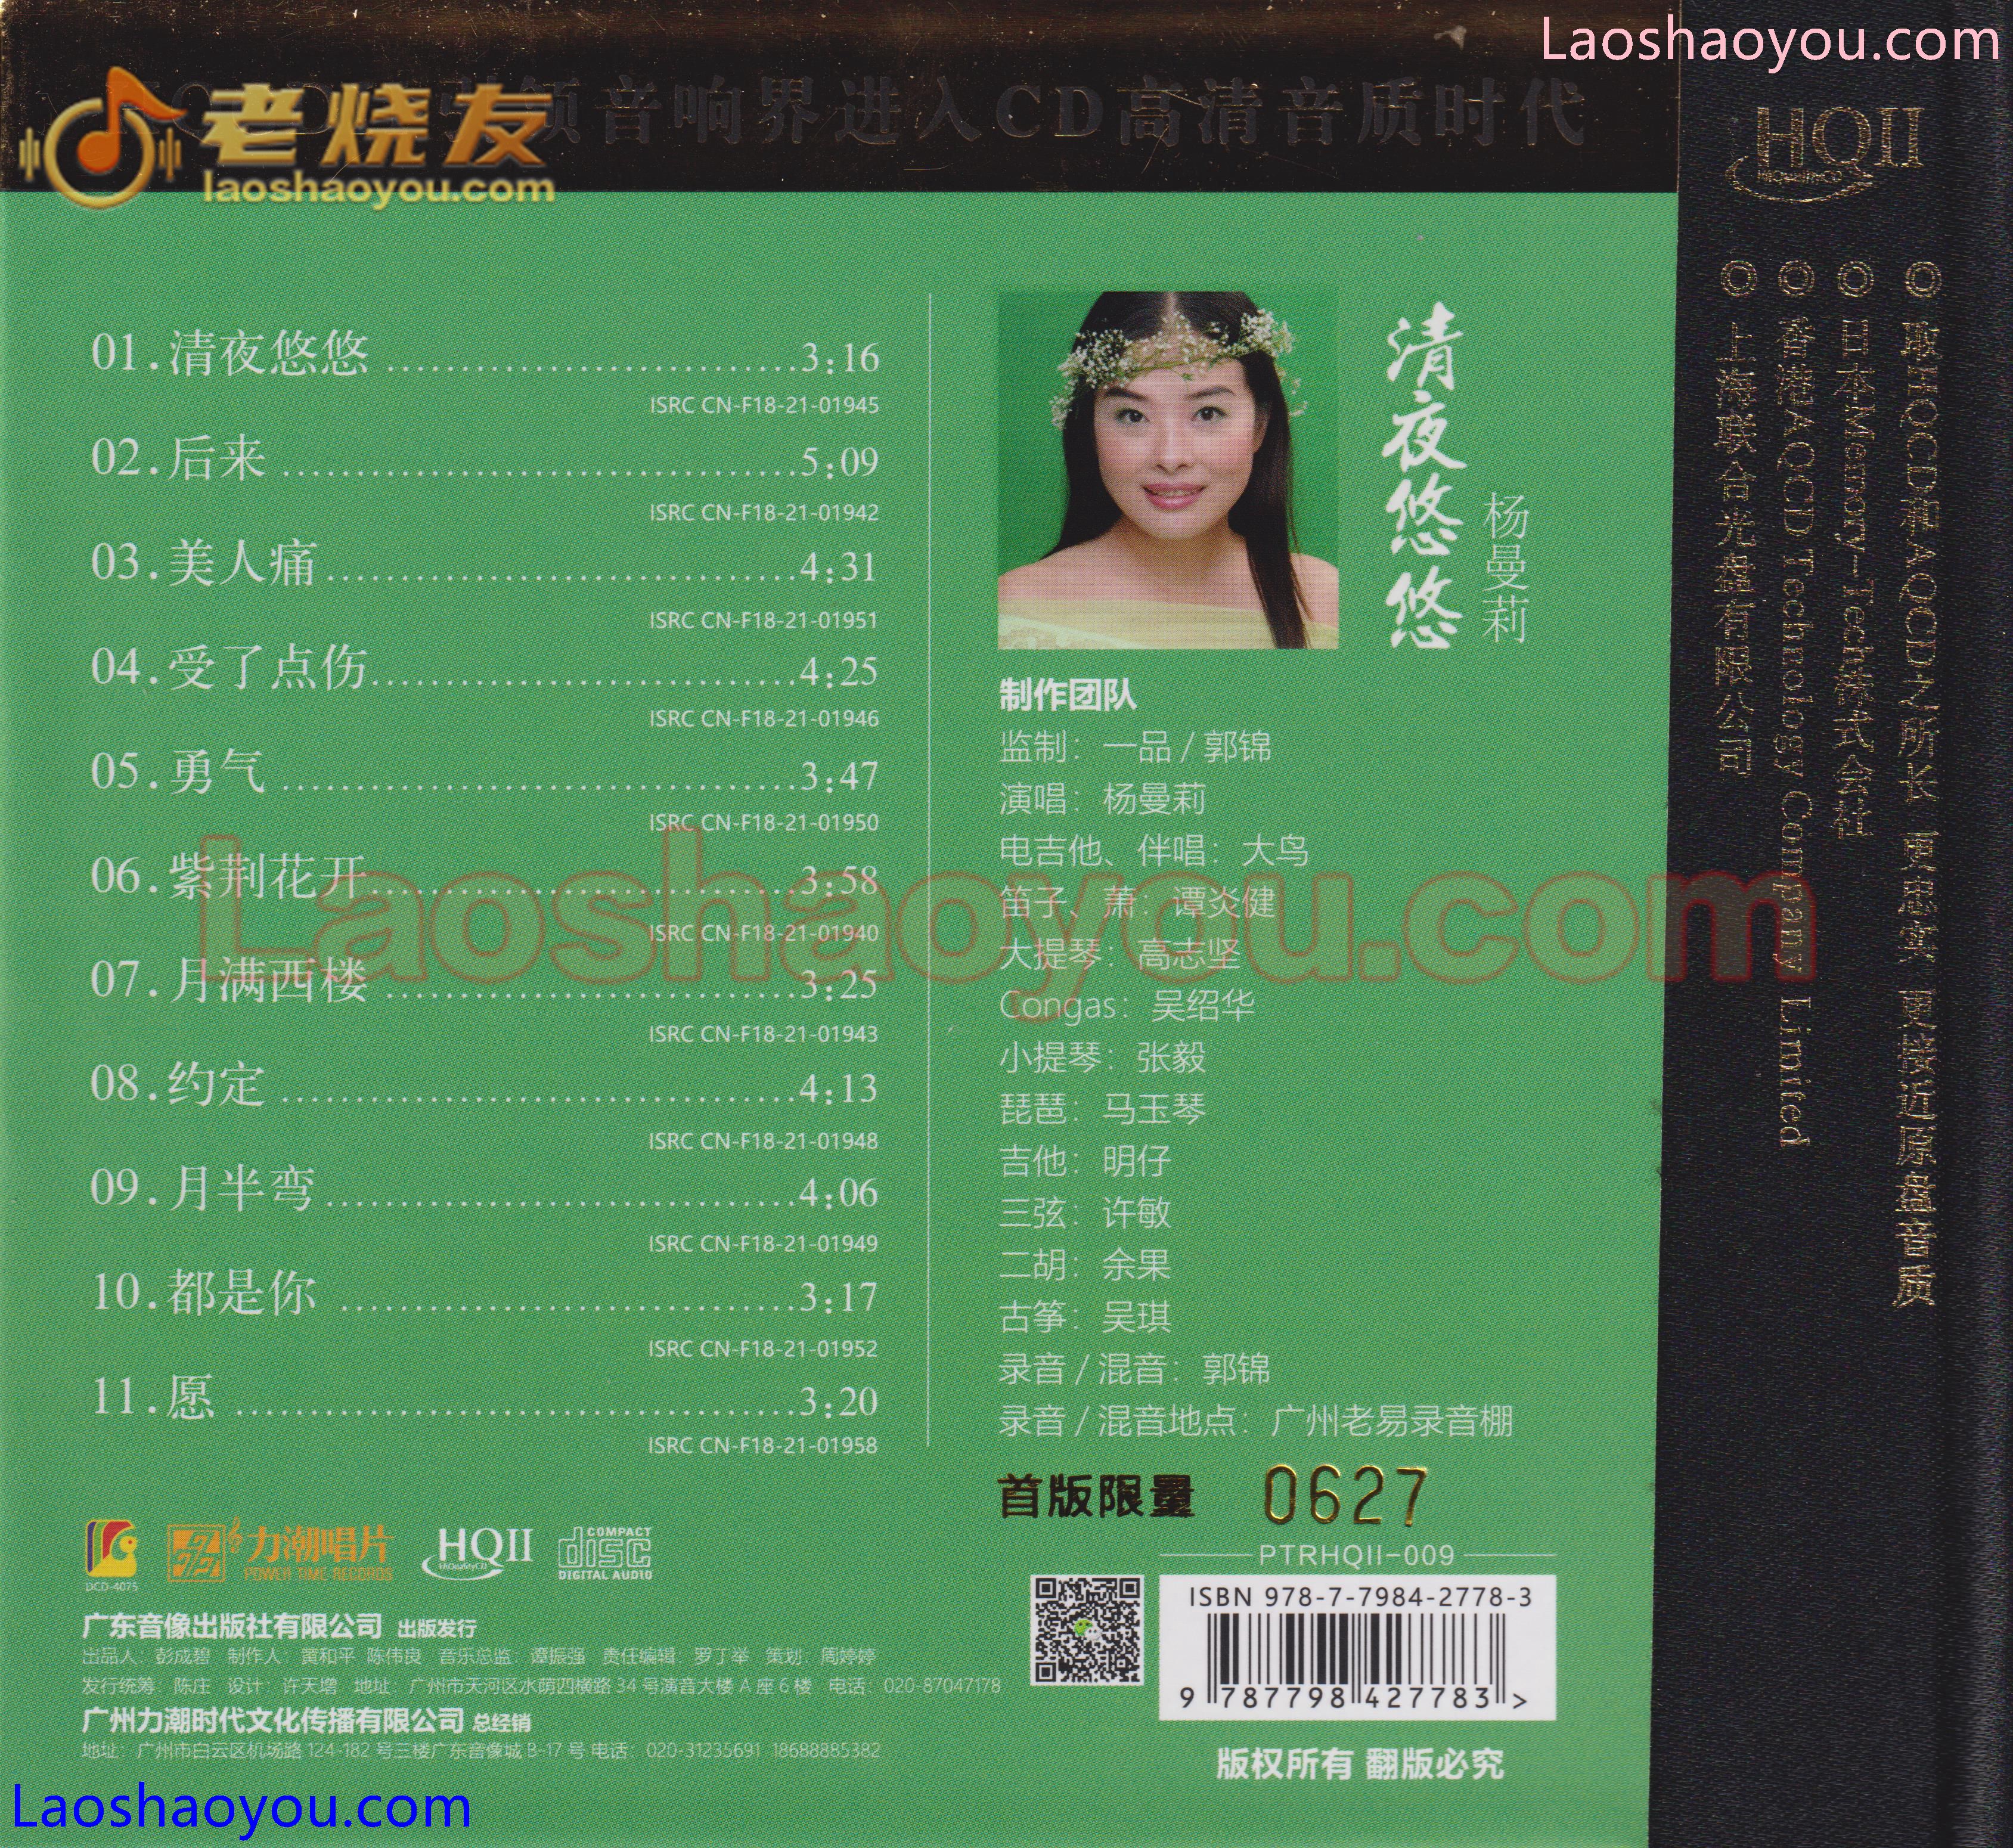 Laoshaoyou.com
老烧友
laoshaoyou.com
领音响界进入CD高清音质时代
01.清夜悠悠 3:16
ISRC CN-F18-21-01945
02.后来 5:09
ISRC CN-F18-21-01942
03.美人痛 4:31
ISRC CN-F18-21-01951
04.受了点伤 4:25
ISRC CN-F18-21-01946
05.勇气 3:47
ISRC CN-F18-21-01950
06.紫荆花开 3:58
ISRC CN-F18-21-01940
07.月满西楼 3:25
ISRC CN-F18-21-01943
08.约定 4:13
ISRC CN-F18-21-01948
09.月半弯 4:06
ISRC CN-F18-21-01949
10.都是你 3:17
ISRC CN-F18-21-01952
11.愿 3:20
ISRC CN-F18-21-01958
清夜悠悠
杨曼莉
制作团队
监制：一品 / 郭锦
演唱：杨曼莉
电吉他、伴唱：大鸟
笛子、萧：谭炎健
大提琴：高志坚
Congas：吴绍华
小提琴：张毅
琵琶：马玉琴
吉他：明仔
三弦：许敏
二胡：余果
古筝：吴琪
录音 / 混音：郭锦
录音 / 混音地点：广州老易录音棚
首版限量 0627
PTRHQII-009
ISBN 978-7-7984-2778-3
9 787798 427783 >
版权所有 翻版必究
DCD-4075
力潮唱片
POWER TIME RECORDS
HQII
HiQualityCD
COMPACT
disc
DIGITAL AUDIO
广东音像出版社有限公司 出版发行
出品人：彭成碧 制作人：黄和平 陈伟良 音乐总监：谭振强 责任编辑：罗丁举 策划：周婷婷
发行统筹：陈庄 设计：许天增 地址：广州市天河区水荫四横路 34 号演音大楼 A 座 6 楼 电话：020-87047178
广州力潮时代文化传播有限公司 总经销
地址：广州市白云区机场路 124-182 号三楼广东音像城 B-17 号 电话：020-31235691 18688885382
HQII
HiQualityCD
◎ 取HQCD和AQCD之所长 更忠实 更接近原盘音质
◎ 日本Memory-Tech株式会社
◎ 香港AQCD Technology Company Limited
◎ 上海联合光盘有限公司
Laoshaoyou.com
Laoshaoyou.com